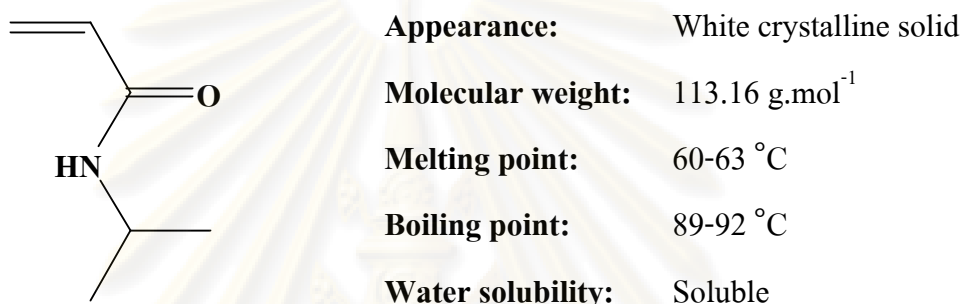 Appearance: White crystalline solid
O
Molecular weight: 113.16 g.mol-1
HN
Melting point: 60-63 °C
Boiling point: 89-92 °C
Water solubility: Soluble